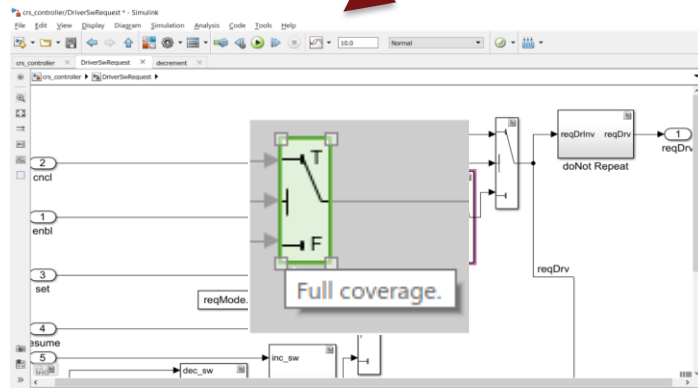 crs_controller/DriverSwRequest * - Simulink
File Edit View Display Diagram Simulation Analysis Code Tools Help
10.0 Normal
crs_controller DriverSwRequest decrement
crs_controller DriverSwRequest
2
cncl
1
enbl
3
set
reqMode.
4
esume
5
dec_sw
inc_sw
T
F
Full coverage.
reqDrInv reqDrv
doNot Repeat
1
reqDrv
reqDrv